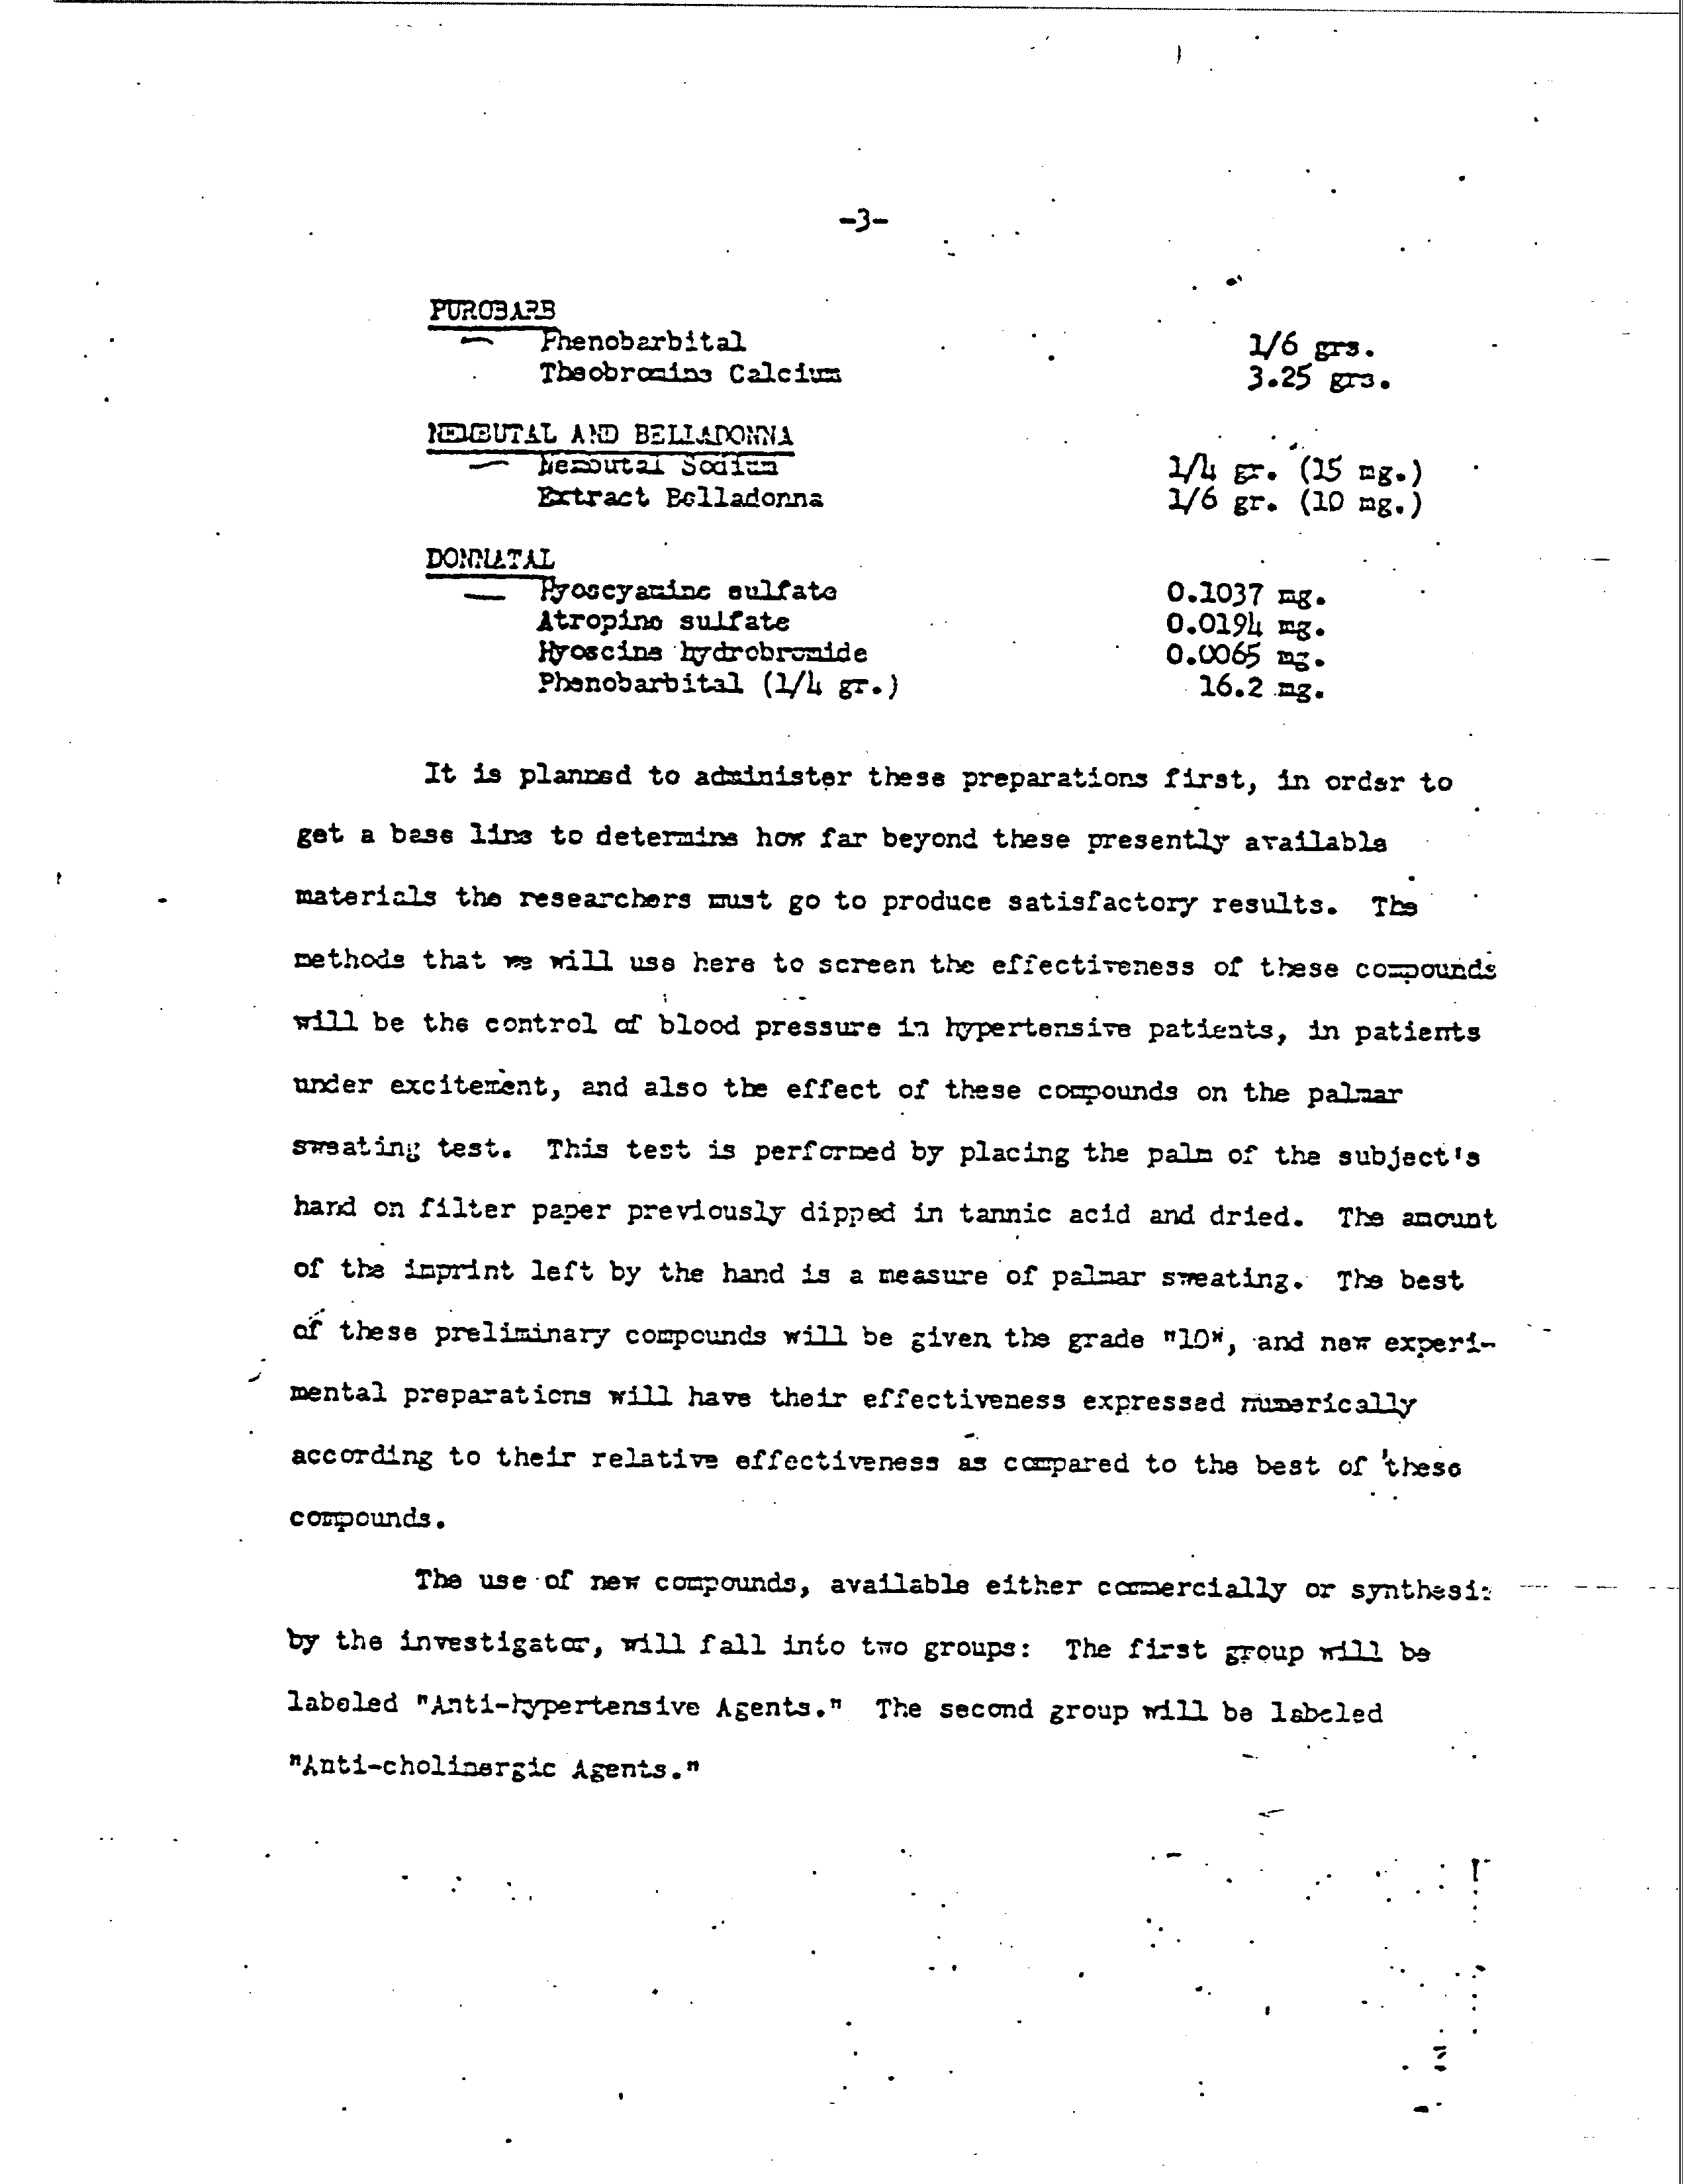 -3-
PUROBARB
Phenobarbital 1/6 grs.
Theobromine Calcium 3.25 grs.
NEMBUTAL AND BELLADONNA
Nembutal Sodium 1/4 gr. (15 mg.)
Extract Belladonna 1/6 gr. (10 mg.)
DONNATAL
Hyoscyamine sulfate 0.1037 mg.
Atropine sulfate 0.0194 mg.
Hyoscine hydrobromide 0.0065 mg.
Phenobarbital (1/4 gr.) 16.2 mg.
It is planned to administer these preparations first, in order to
get a base line to determine how far beyond these presently available
materials the researchers must go to produce satisfactory results. The
methods that we will use here to screen the effectiveness of these compounds
will be the control of blood pressure in hypertensive patients, in patients
under excitement, and also the effect of these compounds on the palmar
sweating test. This test is performed by placing the palm of the subject's
hand on filter paper previously dipped in tannic acid and dried. The amount
of the imprint left by the hand is a measure of palmar sweating. The best
of these preliminary compounds will be given the grade "10", and new experi-
mental preparations will have their effectiveness expressed numerically
according to their relative effectiveness as compared to the best of these
compounds.
The use of new compounds, available either commercially or
by the investigator, will fall into two groups: The first group will be
labeled "Anti-hypertensive Agents." The second group will be labeled
"Anti-cholinergic Agents."